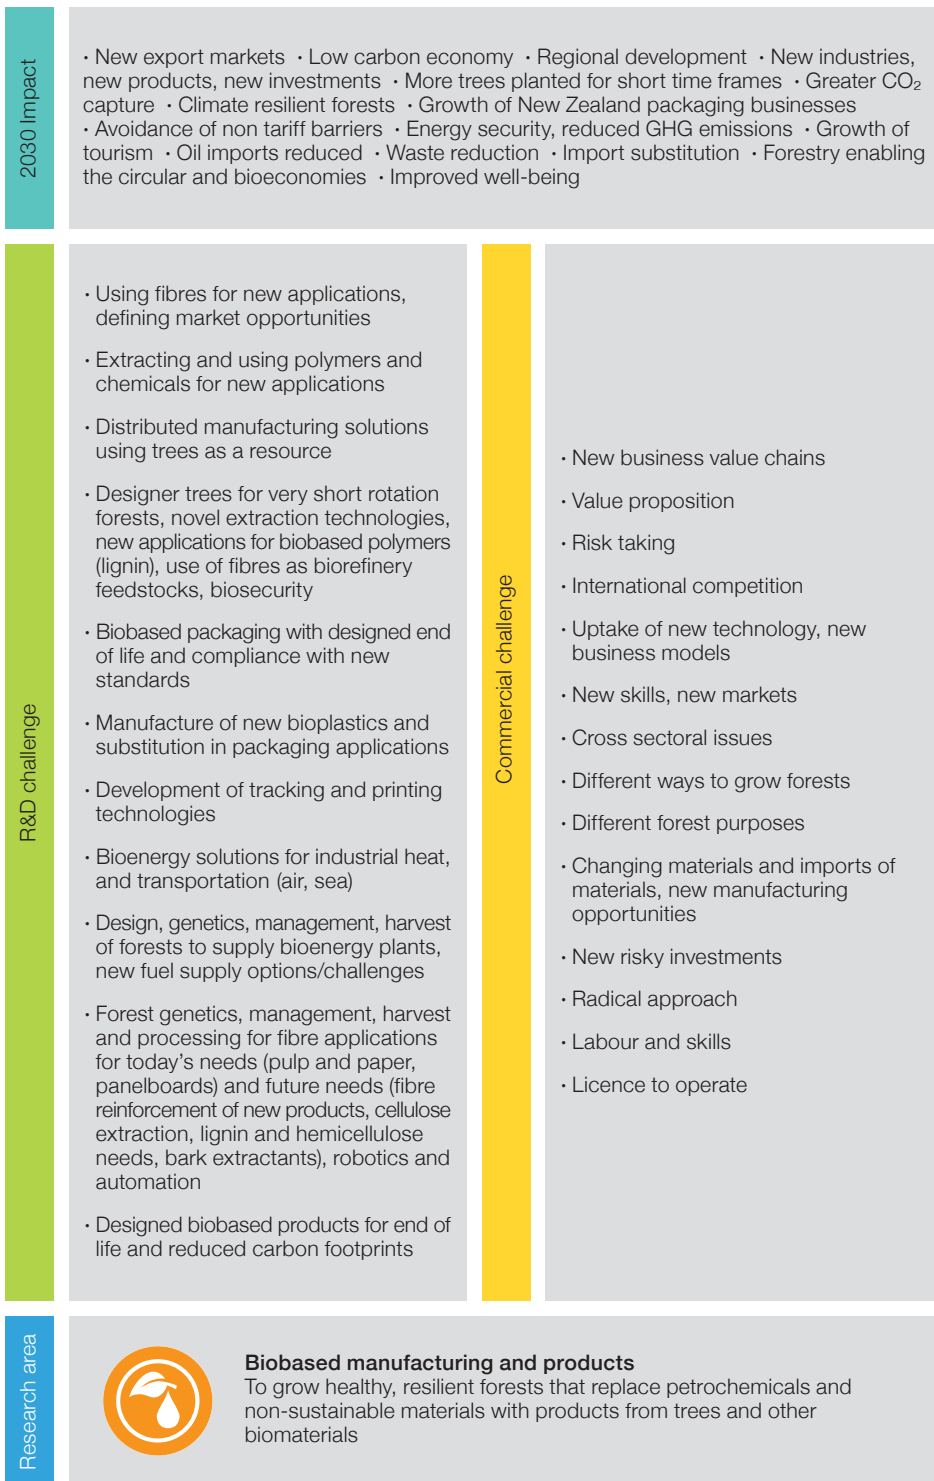 2030 Impact
· New export markets · Low carbon economy · Regional development · New industries,
new products, new investments · More trees planted for short time frames · Greater CO₂
capture · Climate resilient forests · Growth of New Zealand packaging businesses
· Avoidance of non tariff barriers · Energy security, reduced GHG emissions · Growth of
tourism · Oil imports reduced · Waste reduction · Import substitution · Forestry enabling
the circular and bioeconomies · Improved well-being
R&D challenge
· Using fibres for new applications,
defining market opportunities
· Extracting and using polymers and
chemicals for new applications
· Distributed manufacturing solutions
using trees as a resource
· Designer trees for very short rotation
forests, novel extraction technologies,
new applications for biobased polymers
(lignin), use of fibres as biorefinery
feedstocks, biosecurity
· Biobased packaging with designed end
of life and compliance with new
standards
· Manufacture of new bioplastics and
substitution in packaging applications
· Development of tracking and printing
technologies
· Bioenergy solutions for industrial heat,
and transportation (air, sea)
· Design, genetics, management, harvest
of forests to supply bioenergy plants,
new fuel supply options/challenges
· Forest genetics, management, harvest
and processing for fibre applications
for today's needs (pulp and paper,
panelboards) and future needs (fibre
reinforcement of new products, cellulose
extraction, lignin and hemicellulose
needs, bark extractants), robotics and
automation
· Designed biobased products for end of
life and reduced carbon footprints
Commercial challenge
· New business value chains
· Value proposition
· Risk taking
· International competition
· Uptake of new technology, new
business models
· New skills, new markets
· Cross sectoral issues
· Different ways to grow forests
· Different forest purposes
· Changing materials and imports of
materials, new manufacturing
opportunities
· New risky investments
· Radical approach
· Labour and skills
· Licence to operate
Research area
Biobased manufacturing and products
To grow healthy, resilient forests that replace petrochemicals and
non-sustainable materials with products from trees and other
biomaterials